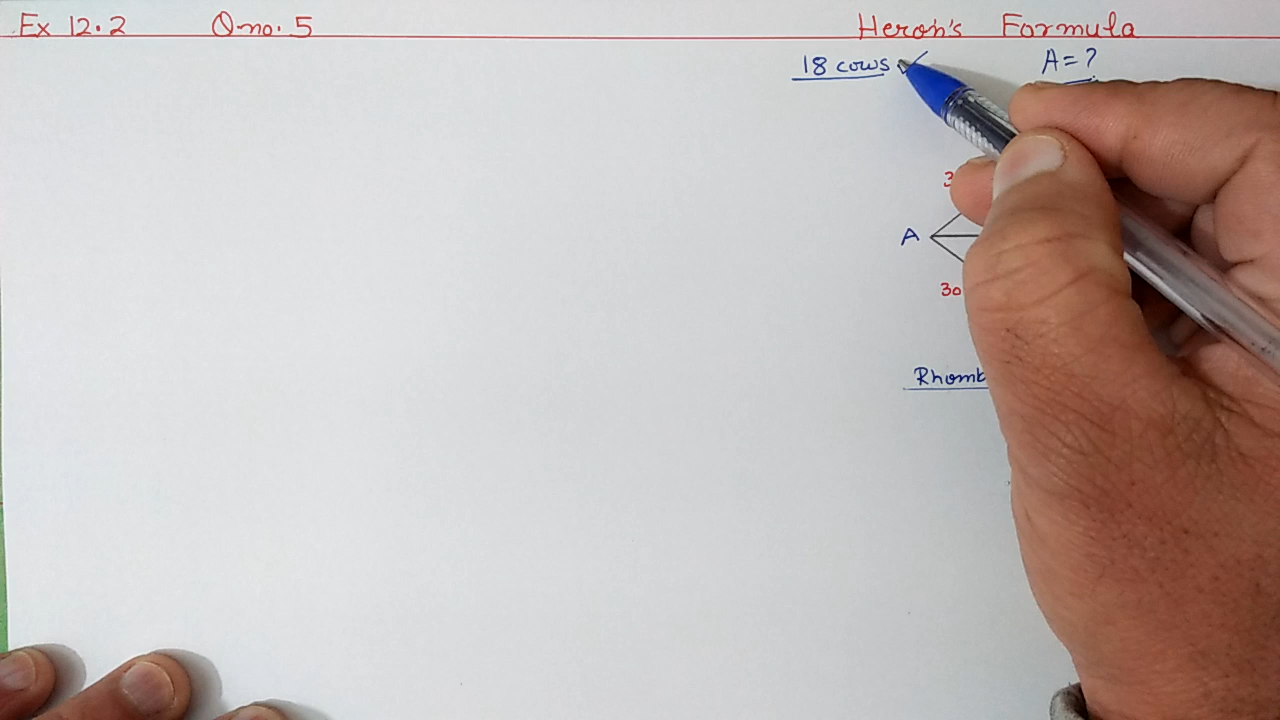 Ex 12.2 Q.no. 5 Heron's Formula
18 cows ✓ A = ?
A
30